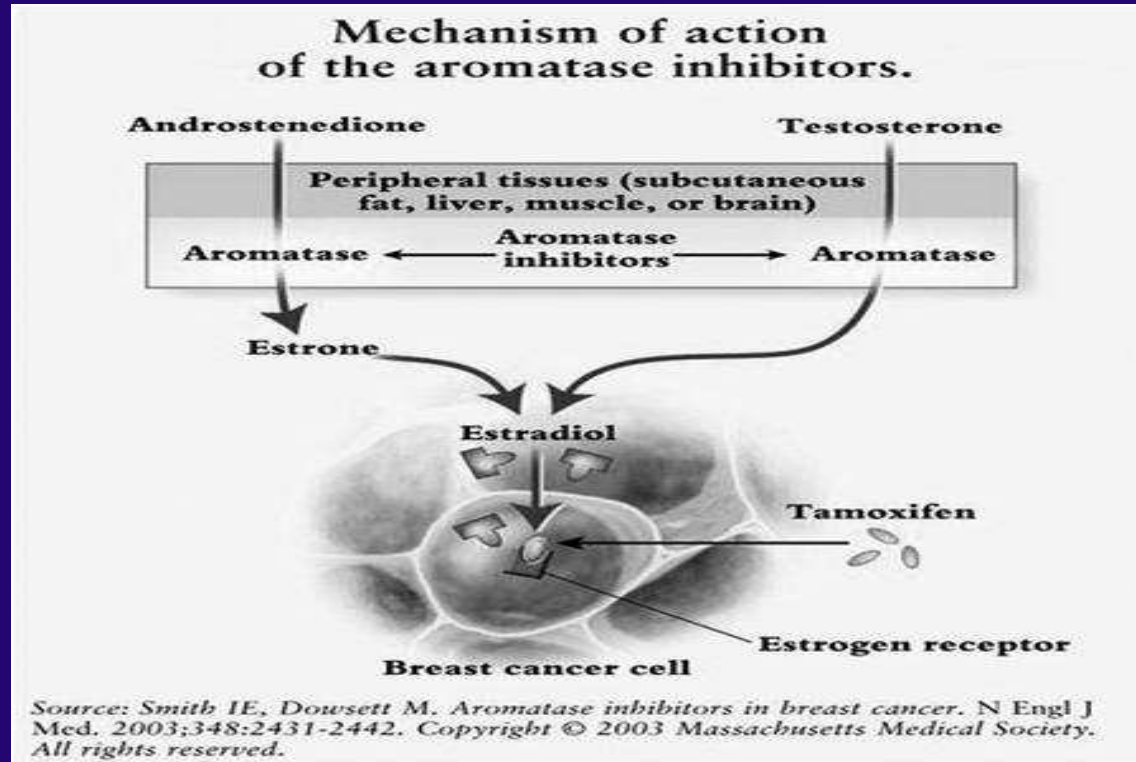 Mechanism of action
of the aromatase inhibitors.
Androstenedione
Testosterone
Peripheral tissues (subcutaneous
fat, liver, muscle, or brain)
Aromatase
Aromatase
inhibitors
Aromatase
Estrone
Estradiol
Tamoxifen
Estrogen receptor
Breast cancer cell
Source: Smith IE, Dowsett M. Aromatase inhibitors in breast cancer. N Engl J
Med. 2003;348:2431-2442. Copyright © 2003 Massachusetts Medical Society.
All rights reserved.